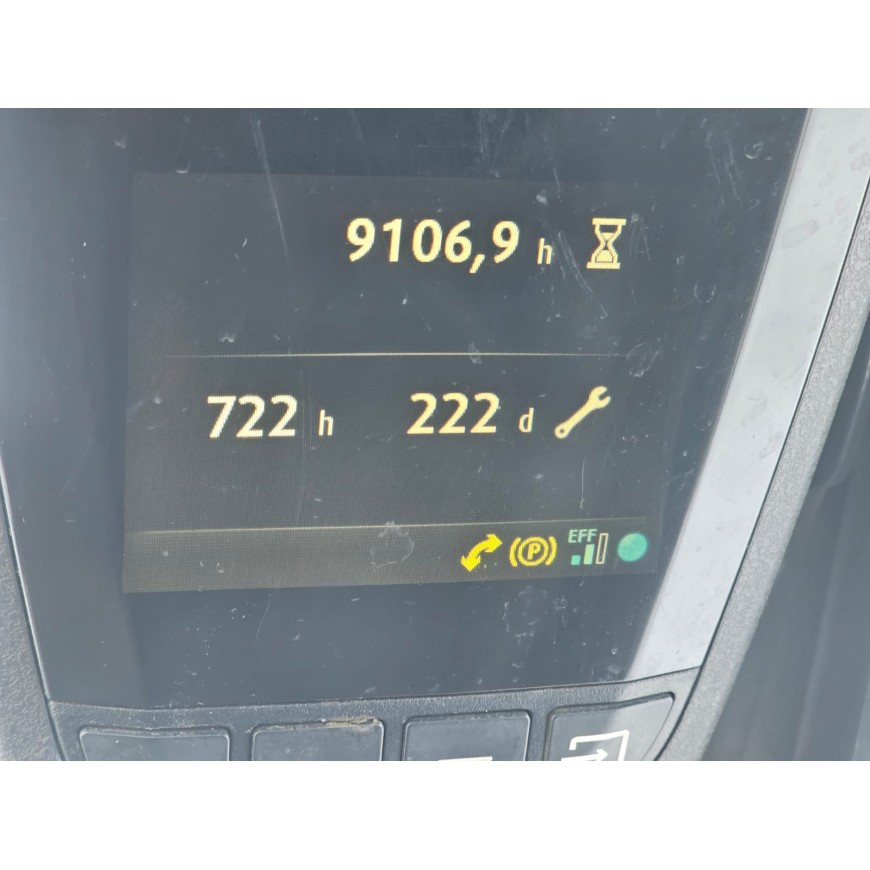 9106,9 h
722 h 222 d
(P) EFF